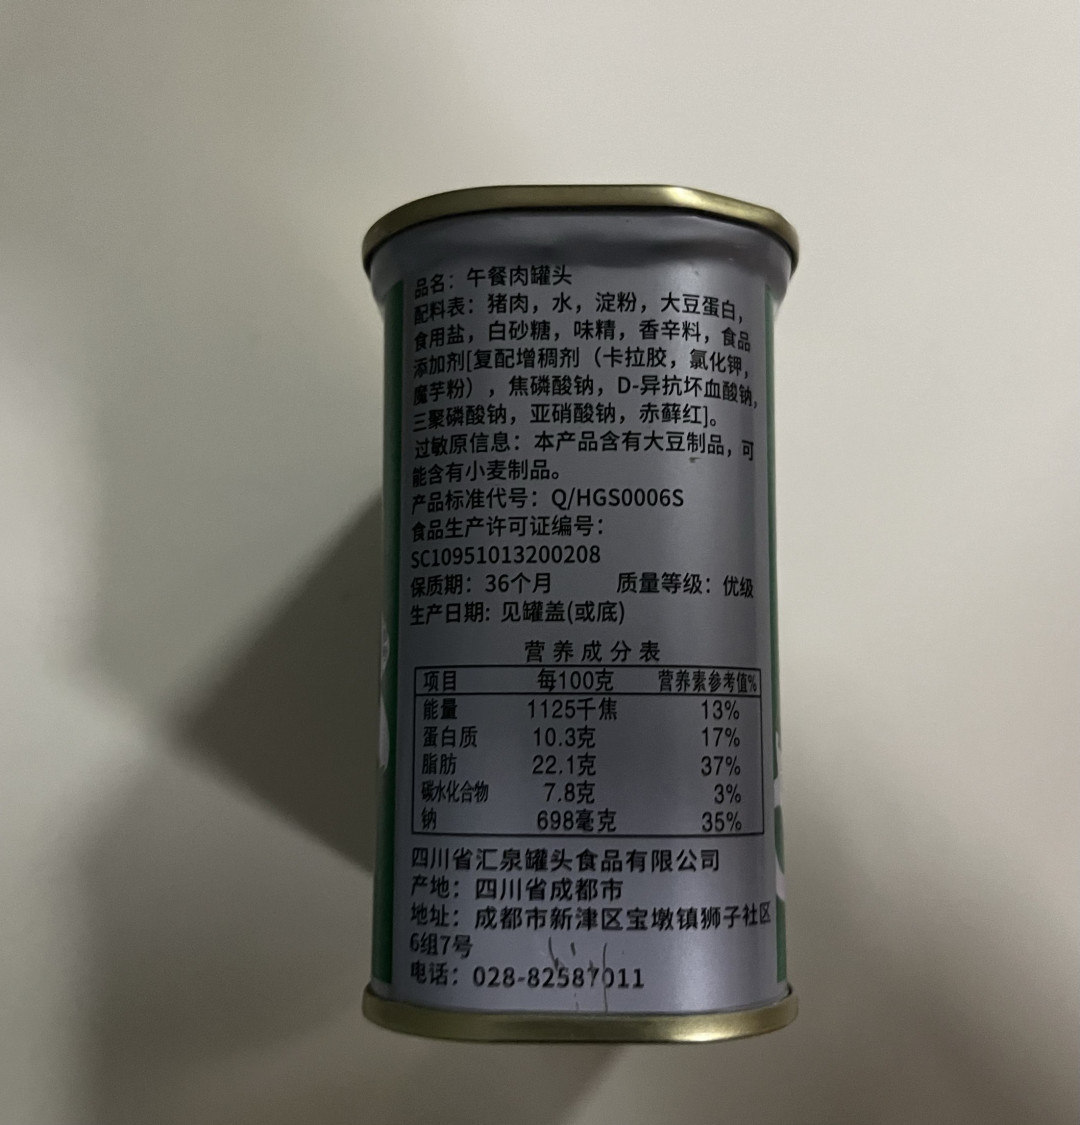 品名：午餐肉罐头
配料表：猪肉，水，淀粉，大豆蛋白，
食用盐，白砂糖，味精，香辛料，食品
添加剂[复配增稠剂（卡拉胶，氯化钾，
魔芋粉），焦磷酸钠，D-异抗坏血酸钠，
三聚磷酸钠，亚硝酸钠，赤藓红]。
过敏原信息：本产品含有大豆制品，可
能含有小麦制品。
产品标准代号：Q/HGS0006S
食品生产许可证编号：
SC10951013200208
保质期：36个月 质量等级：优级
生产日期: 见罐盖(或底)
营养成分表
项目 每100克 营养素参考值%
能量 1125千焦 13%
蛋白质 10.3克 17%
脂肪 22.1克 37%
碳水化合物 7.8克 3%
钠 698毫克 35%
四川省汇泉罐头食品有限公司
产地：四川省成都市
地址：成都市新津区宝墩镇狮子社区
6组7号
电话：028-82587011